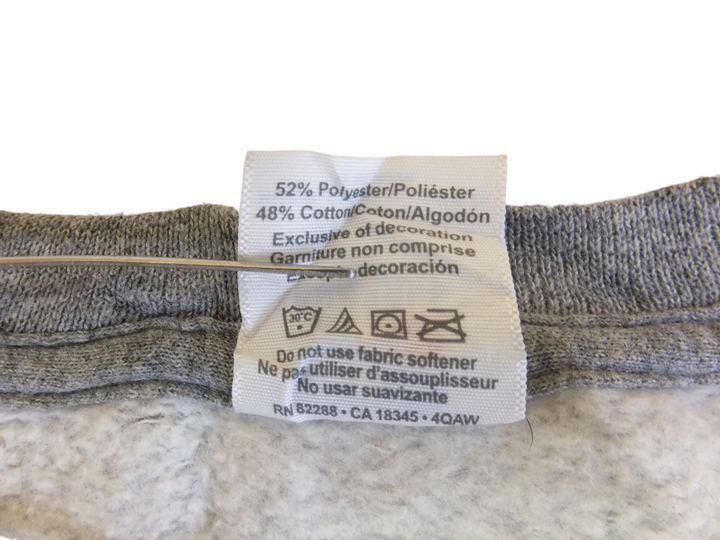 52% Polyester/Poliéster
48% Cotton/Coton/Algodón
Exclusive of decoration
Garniture non comprise
decoración
30°C
Do not use fabric softener
Ne pas utiliser d'assouplisseur
No usar suavizante
RN 82288 • CA 18345 • 4QAW